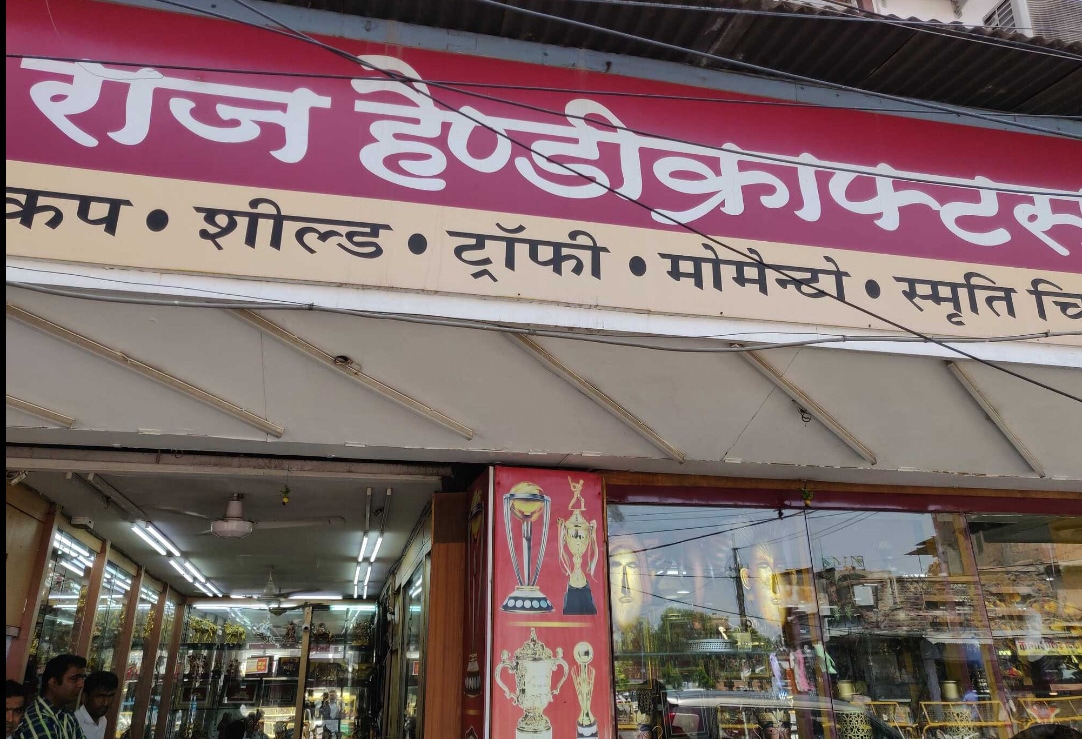 राज हैण्डीक्राफ्टस
कप • शील्ड • ट्रॉफी • मोमेन्टो • स्मृति चि